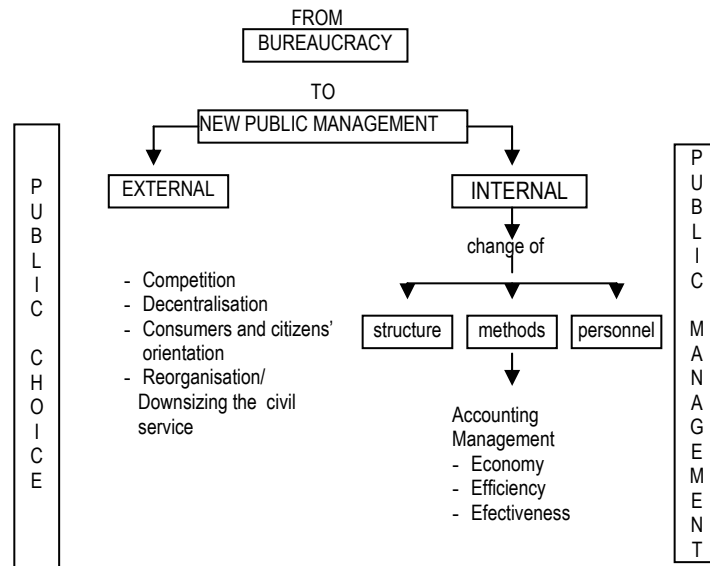 FROM
BUREAUCRACY
TO
NEW PUBLIC MANAGEMENT
PUBLIC CHOICE
EXTERNAL
- Competition
- Decentralisation
- Consumers and citizens'
orientation
- Reorganisation/
Downsizing the civil
service
INTERNAL
change of
structure
methods
personnel
Accounting
Management
- Economy
- Efficiency
- Efectiveness
PUBLIC MANAGEMENT